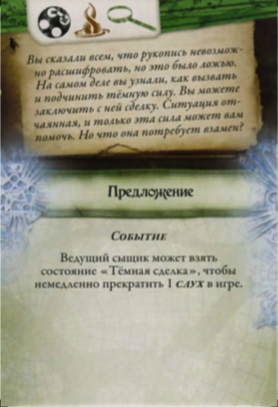 Вы сказали всем, что рукопись невозмож-
но расшифровать, но это было ложью.
На самом деле вы узнали, как вызвать
и подчинить тёмную силу. Вы можете
заключить с ней сделку. Ситуация от-
чаянная, и только эта сила может вам
помочь. Но что она потребует взамен?
Предложение
Событие
Ведущий сыщик может взять
состояние «Тёмная сделка», чтобы
немедленно прекратить 1 слух в игре.